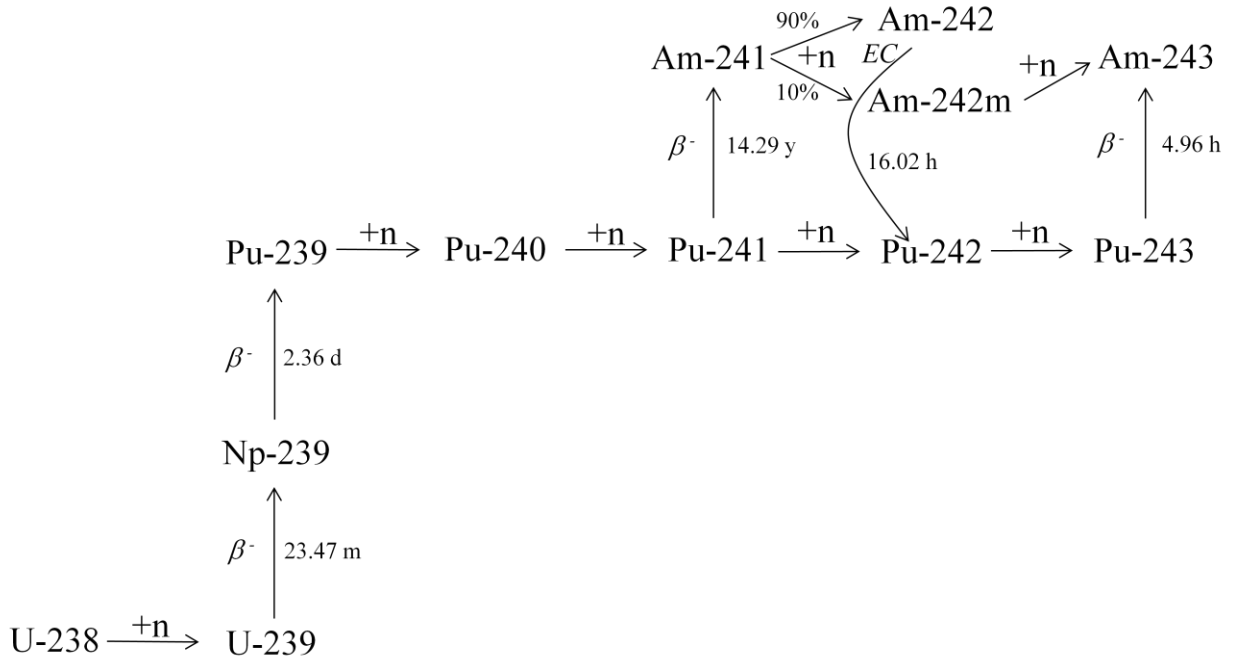 90% Am-242
Am-241 +n EC Am-243
+n
10% Am-242m
β⁻ 14.29 y 16.02 h β⁻ 4.96 h
Pu-239 +n Pu-240 +n Pu-241 +n Pu-242 +n Pu-243
β⁻ 2.36 d
Np-239
β⁻ 23.47 m
U-238 +n U-239